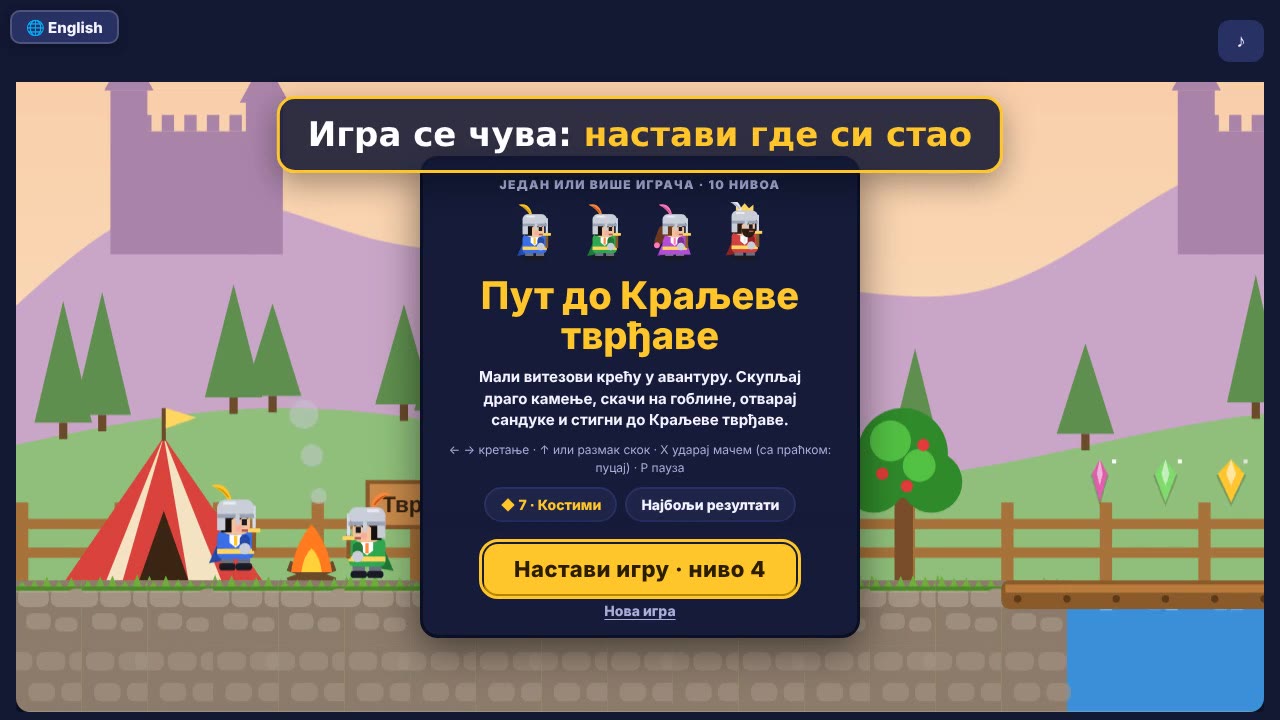 🌐 English
♪
Игра се чува: настави где си стао
ЈЕДАН ИЛИ ВИШЕ ИГРАЧА · 10 НИВОА
Пут до Краљеве
тврђаве
Мали витезови крећу у авантуру. Скупљај
драго камење, скачи на гоблине, отварај
сандуке и стигни до Краљеве тврђаве.
← → кретање · ↑ или размак скок · X ударај мачем (са праћком:
пуцај) · P пауза
◆ 7 · Костими
Најбољи резултати
Твр
Настави игру · ниво 4
Нова игра